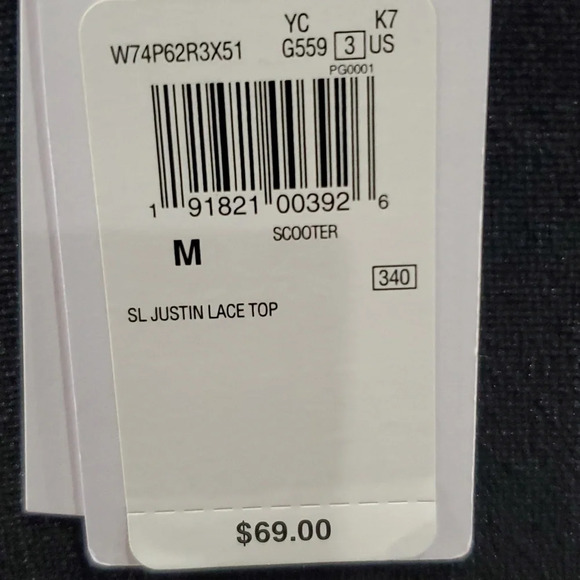 YC K7
W74P62R3X51 G559 3 US
PG0001
1 91821 00392 6
SCOOTER
M
340
SL JUSTIN LACE TOP
$69.00